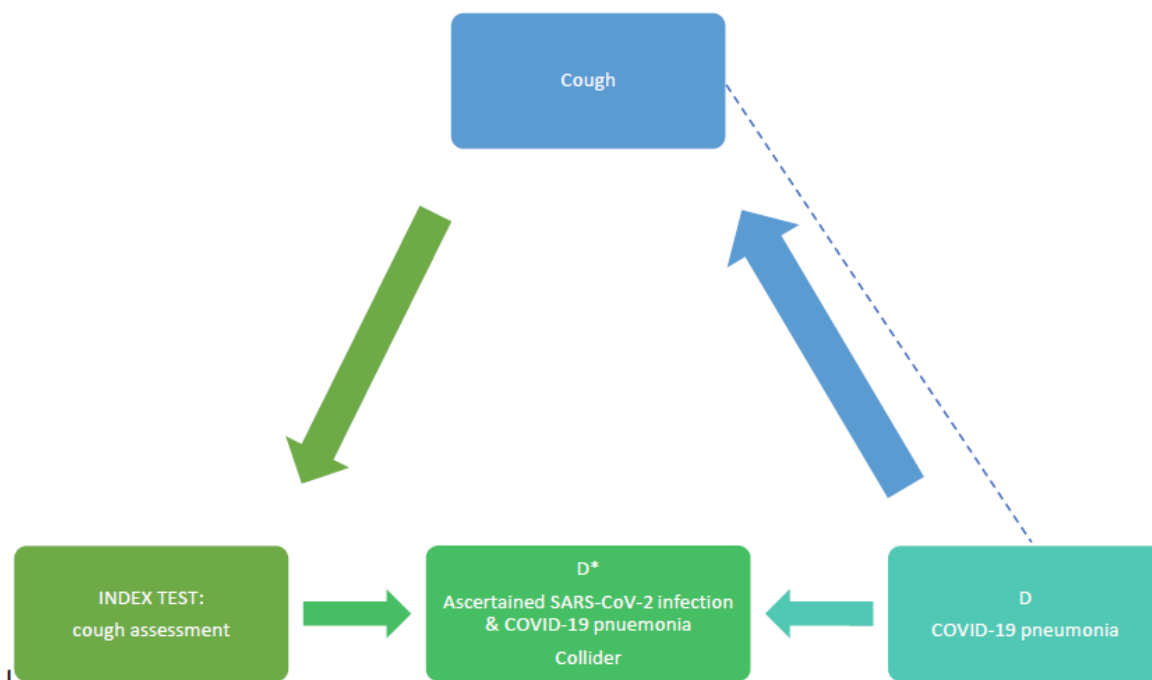 Cough
INDEX TEST:
cough assessment
D*
Ascertained SARS-CoV-2 infection
& COVID-19 pnuemonia
Collider
D
COVID-19 pneumonia